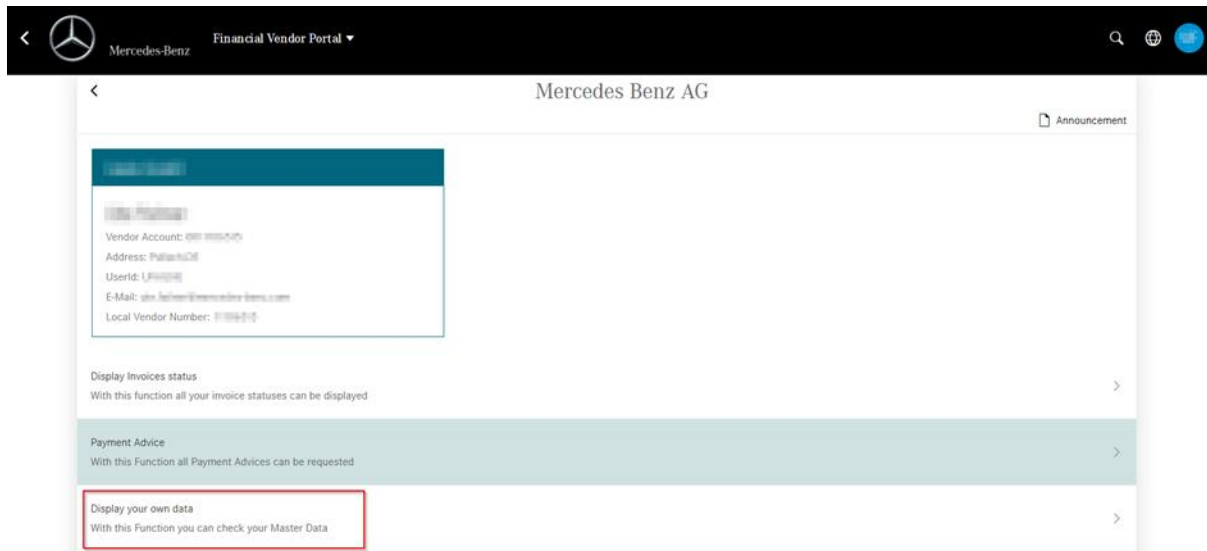 Mercedes-Benz
Financial Vendor Portal
Mercedes Benz AG
Announcement
Vendor Account:
Address:
UserId:
E-Mail:
Local Vendor Number:
Display Invoices status
With this function all your invoice statuses can be displayed
Payment Advice
With this Function all Payment Advices can be requested
Display your own data
With this Function you can check your Master Data